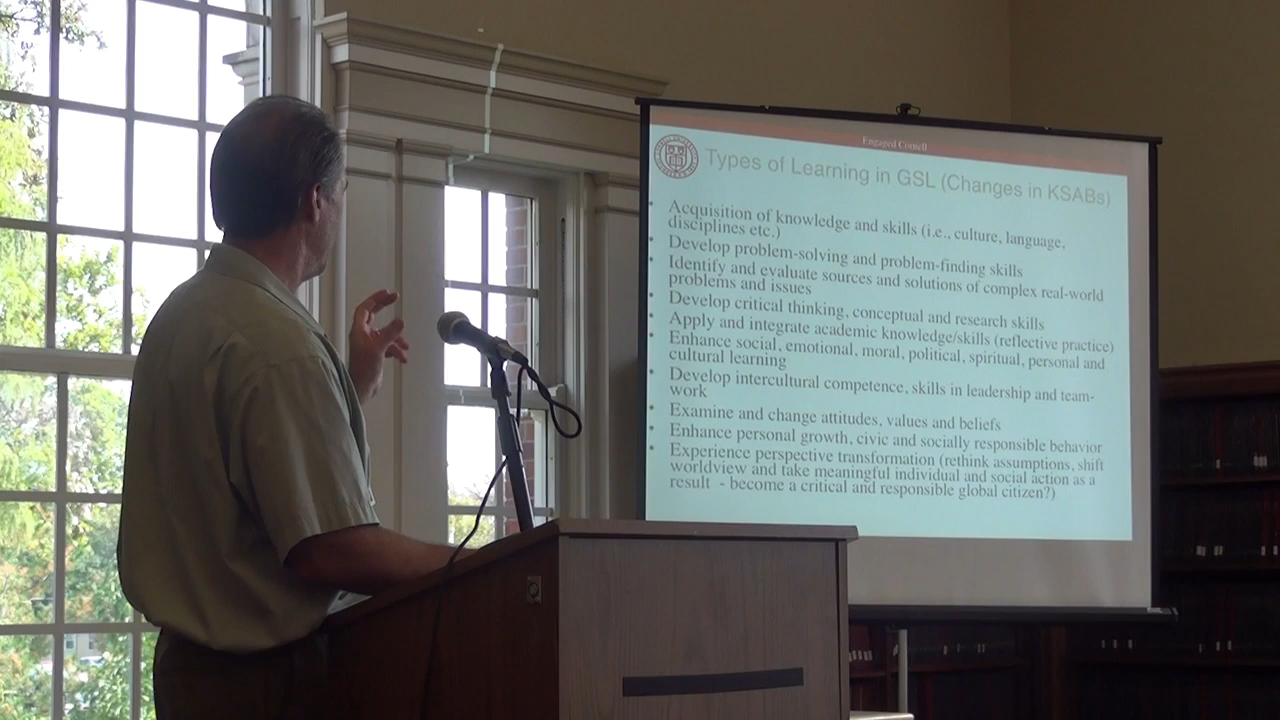 Engaged Cornell
Types of Learning in GSL (Changes in KSABs)
Acquisition of knowledge and skills (i.e., culture, language,
disciplines etc.)
Develop problem-solving and problem-finding skills
Identify and evaluate sources and solutions of complex real-world
problems and issues
Develop critical thinking, conceptual and research skills
Apply and integrate academic knowledge/skills (reflective practice)
Enhance social, emotional, moral, political, spiritual, personal and
cultural learning
Develop intercultural competence, skills in leadership and team-
work
Examine and change attitudes, values and beliefs
Enhance personal growth, civic and socially responsible behavior
Experience perspective transformation (rethink assumptions, shift
worldview and take meaningful individual and social action as a
result - become a critical and responsible global citizen?)